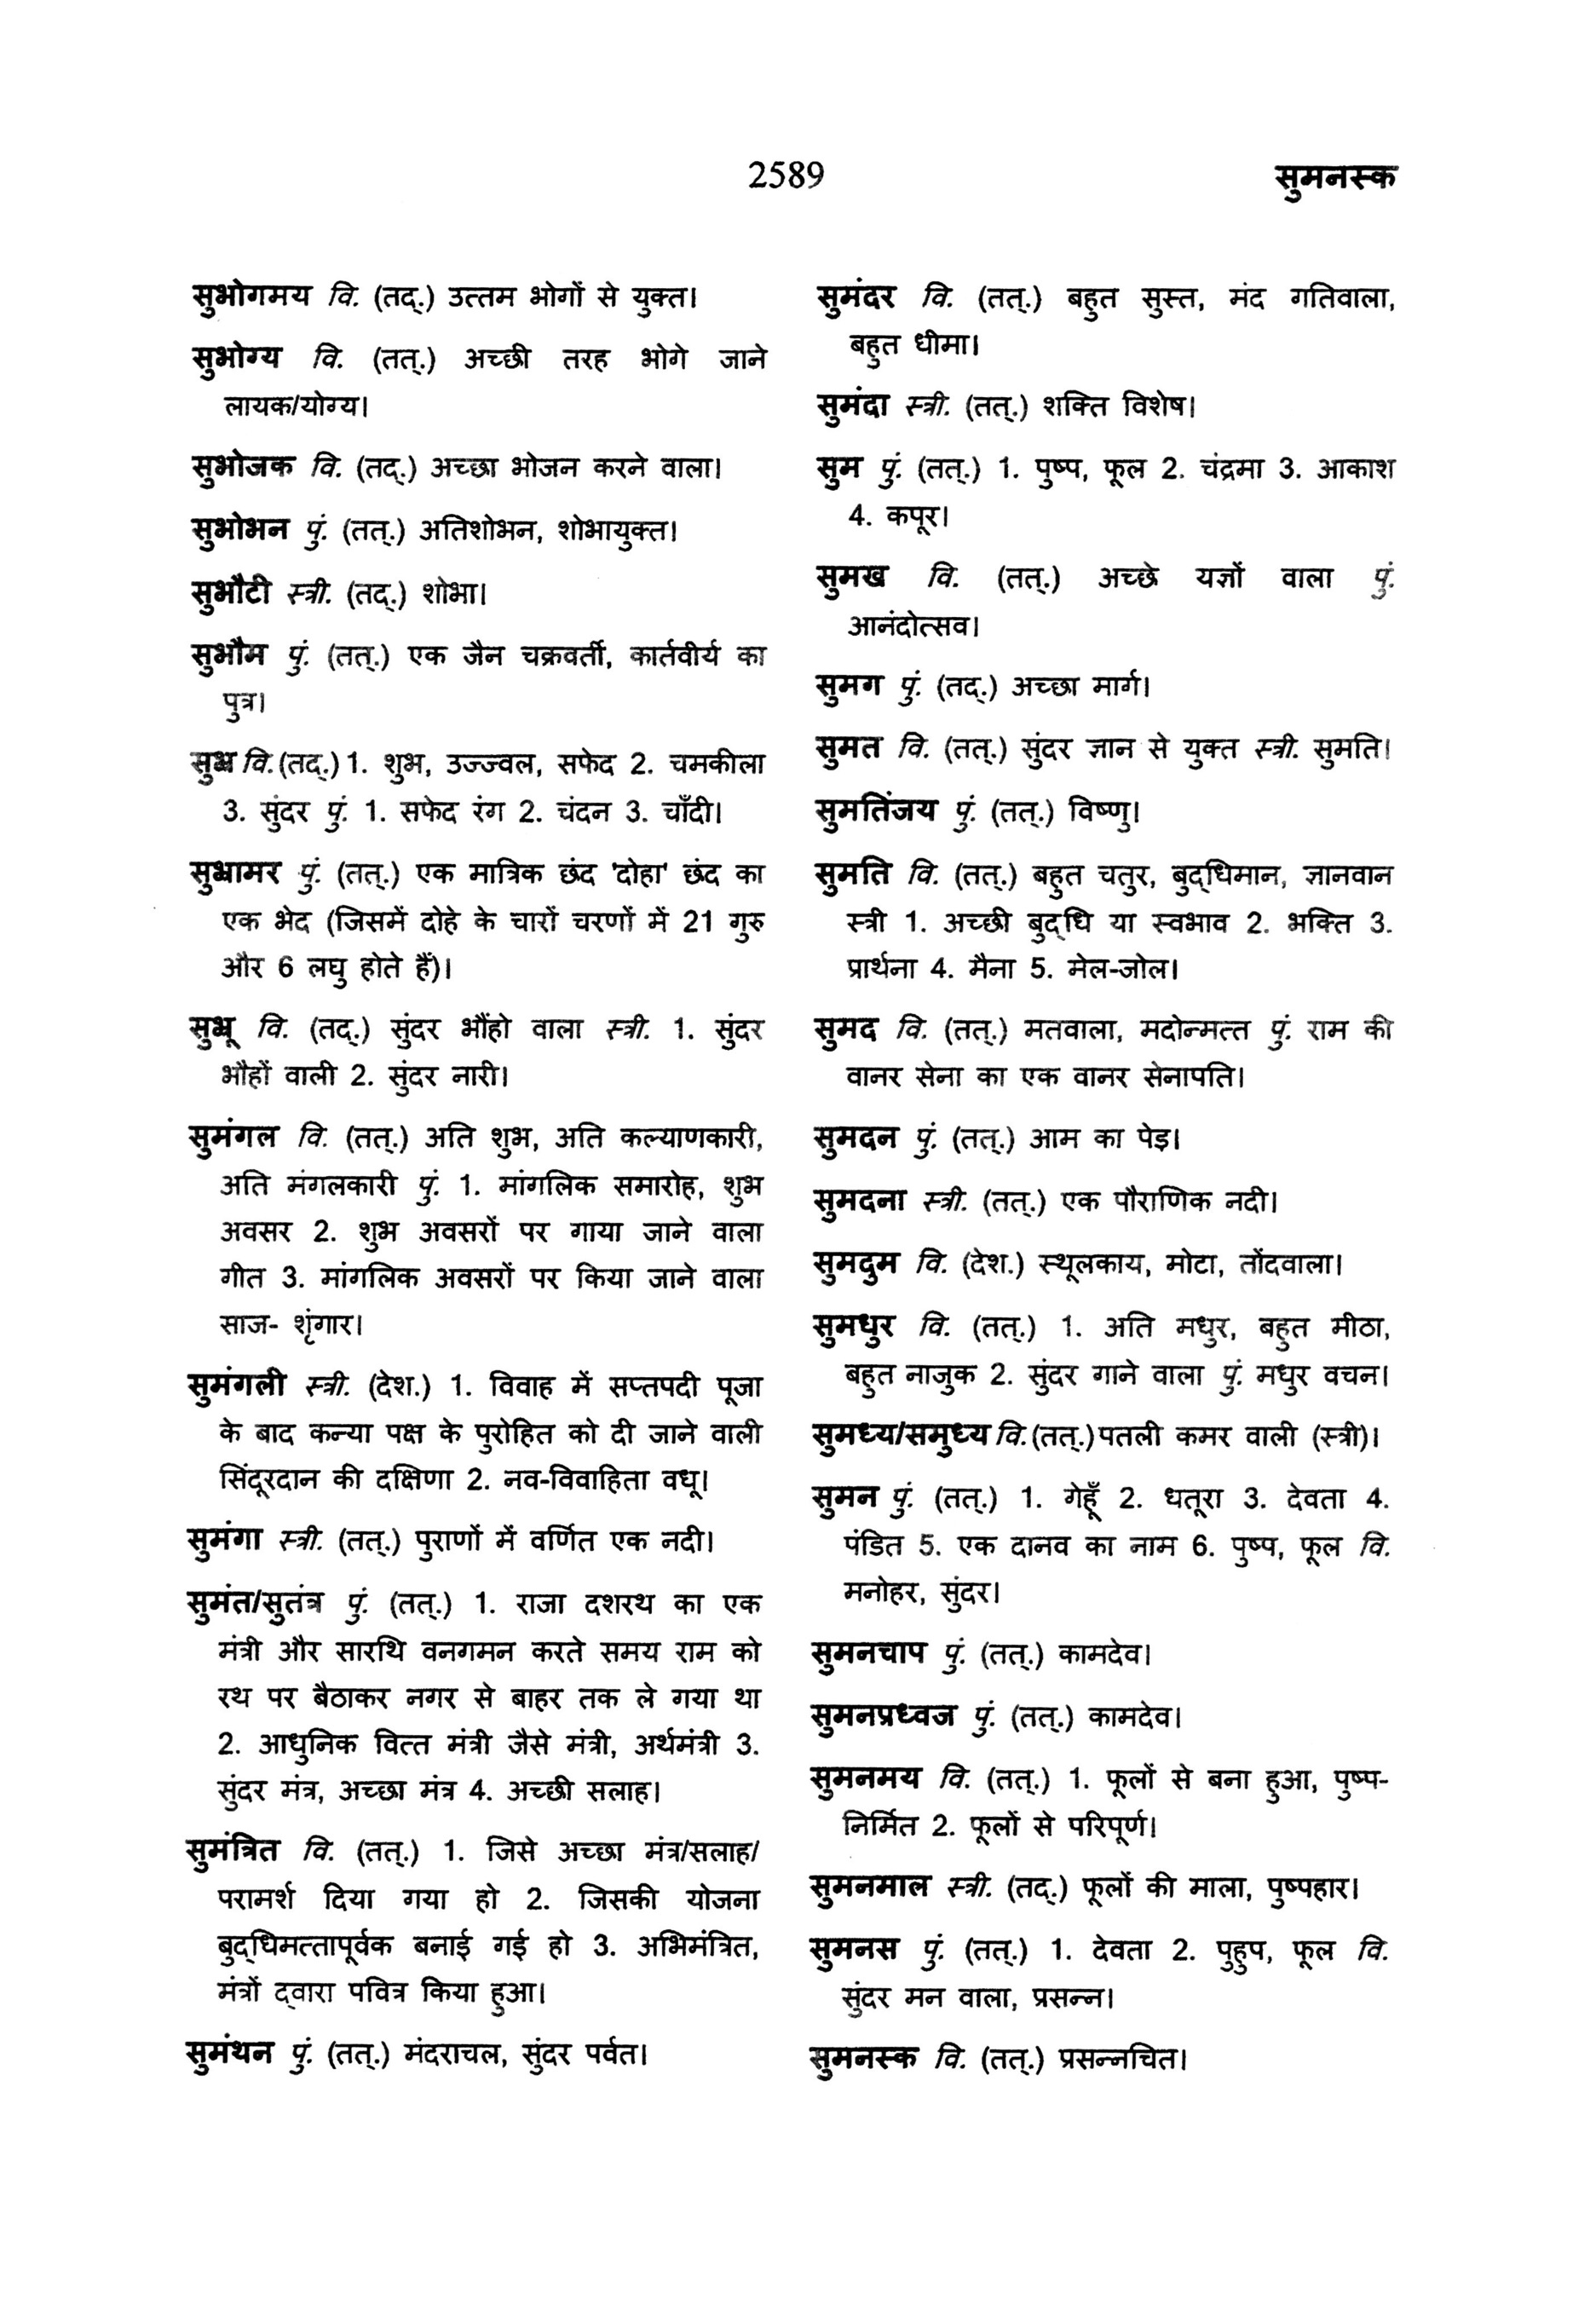 2589
सुमनस्क
सुभोगमय वि. (तद्.) उत्तम भोगों से युक्त।
सुभोग्य वि. (तत्.) अच्छी तरह भोगे जाने
लायक/योग्य।
सुभोजक वि. (तद्.) अच्छा भोजन करने वाला।
सुभोभन पुं. (तत्.) अतिशोभन, शोभायुक्त।
सुभौटी स्त्री. (तद्.) शोभा।
सुभौम पुं. (तत्.) एक जैन चक्रवर्ती, कार्तवीर्य का
पुत्र।
सुभ्र वि.(तद्.) 1. शुभ, उज्ज्वल, सफेद 2. चमकीला
3. सुंदर पुं. 1. सफेद रंग 2. चंदन 3. चाँदी।
सुभ्रामर पुं. (तत्.) एक मात्रिक छंद 'दोहा' छंद का
एक भेद (जिसमें दोहे के चारों चरणों में 21 गुरु
और 6 लघु होते हैं)।
सुभ्रू वि. (तद्.) सुंदर भौंहो वाला स्त्री. 1. सुंदर
भौहों वाली 2. सुंदर नारी।
सुमंगल वि. (तत्.) अति शुभ, अति कल्याणकारी,
अति मंगलकारी पुं. 1. मांगलिक समारोह, शुभ
अवसर 2. शुभ अवसरों पर गाया जाने वाला
गीत 3. मांगलिक अवसरों पर किया जाने वाला
साज- शृंगार।
सुमंगली स्त्री. (देश.) 1. विवाह में सप्तपदी पूजा
के बाद कन्या पक्ष के पुरोहित को दी जाने वाली
सिंदूरदान की दक्षिणा 2. नव-विवाहिता वधू।
सुमंगा स्त्री. (तत्.) पुराणों में वर्णित एक नदी।
सुमंत/सुतंत्र पुं. (तत्.) 1. राजा दशरथ का एक
मंत्री और सारथि वनगमन करते समय राम को
रथ पर बैठाकर नगर से बाहर तक ले गया था
2. आधुनिक वित्त मंत्री जैसे मंत्री, अर्थमंत्री 3.
सुंदर मंत्र, अच्छा मंत्र 4. अच्छी सलाह।
सुमंत्रित वि. (तत्.) 1. जिसे अच्छा मंत्र/सलाह/
परामर्श दिया गया हो 2. जिसकी योजना
बुद्धिमत्तापूर्वक बनाई गई हो 3. अभिमंत्रित,
मंत्रों द्वारा पवित्र किया हुआ।
सुमंथन पुं. (तत्.) मंदराचल, सुंदर पर्वत।
सुमंदर वि. (तत्.) बहुत सुस्त, मंद गतिवाला,
बहुत धीमा।
सुमंदा स्त्री. (तत्.) शक्ति विशेष।
सुम पुं. (तत्.) 1. पुष्प, फूल 2. चंद्रमा 3. आकाश
4. कपूर।
सुमख वि. (तत्.) अच्छे यज्ञों वाला पुं.
आनंदोत्सव।
सुमग पुं. (तद्.) अच्छा मार्ग।
सुमत वि. (तत्.) सुंदर ज्ञान से युक्त स्त्री. सुमति।
सुमतिंजय पुं. (तत्.) विष्णु।
सुमति वि. (तत्.) बहुत चतुर, बुद्धिमान, ज्ञानवान
स्त्री 1. अच्छी बुद्धि या स्वभाव 2. भक्ति 3.
प्रार्थना 4. मैना 5. मेल-जोल।
सुमद वि. (तत्.) मतवाला, मदोन्मत्त पुं. राम की
वानर सेना का एक वानर सेनापति।
सुमदन पुं. (तत्.) आम का पेड़।
सुमदना स्त्री. (तत्.) एक पौराणिक नदी।
सुमदुम वि. (देश.) स्थूलकाय, मोटा, तोंदवाला।
सुमधुर वि. (तत्.) 1. अति मधुर, बहुत मीठा,
बहुत नाजुक 2. सुंदर गाने वाला पुं. मधुर वचन।
सुमध्य/समुध्य वि.(तत्.) पतली कमर वाली (स्त्री)।
सुमन पुं. (तत्.) 1. गेहूँ 2. धतूरा 3. देवता 4.
पंडित 5. एक दानव का नाम 6. पुष्प, फूल वि.
मनोहर, सुंदर।
सुमनचाप पुं. (तत्.) कामदेव।
सुमनप्रध्वज पुं. (तत्.) कामदेव।
सुमनमय वि. (तत्.) 1. फूलों से बना हुआ, पुष्प-
निर्मित 2. फूलों से परिपूर्ण।
सुमनमाल स्त्री. (तद्.) फूलों की माला, पुष्पहार।
सुमनस पुं. (तत्.) 1. देवता 2. पुहुप, फूल वि.
सुंदर मन वाला, प्रसन्न।
सुमनस्क वि. (तत्.) प्रसन्नचित।